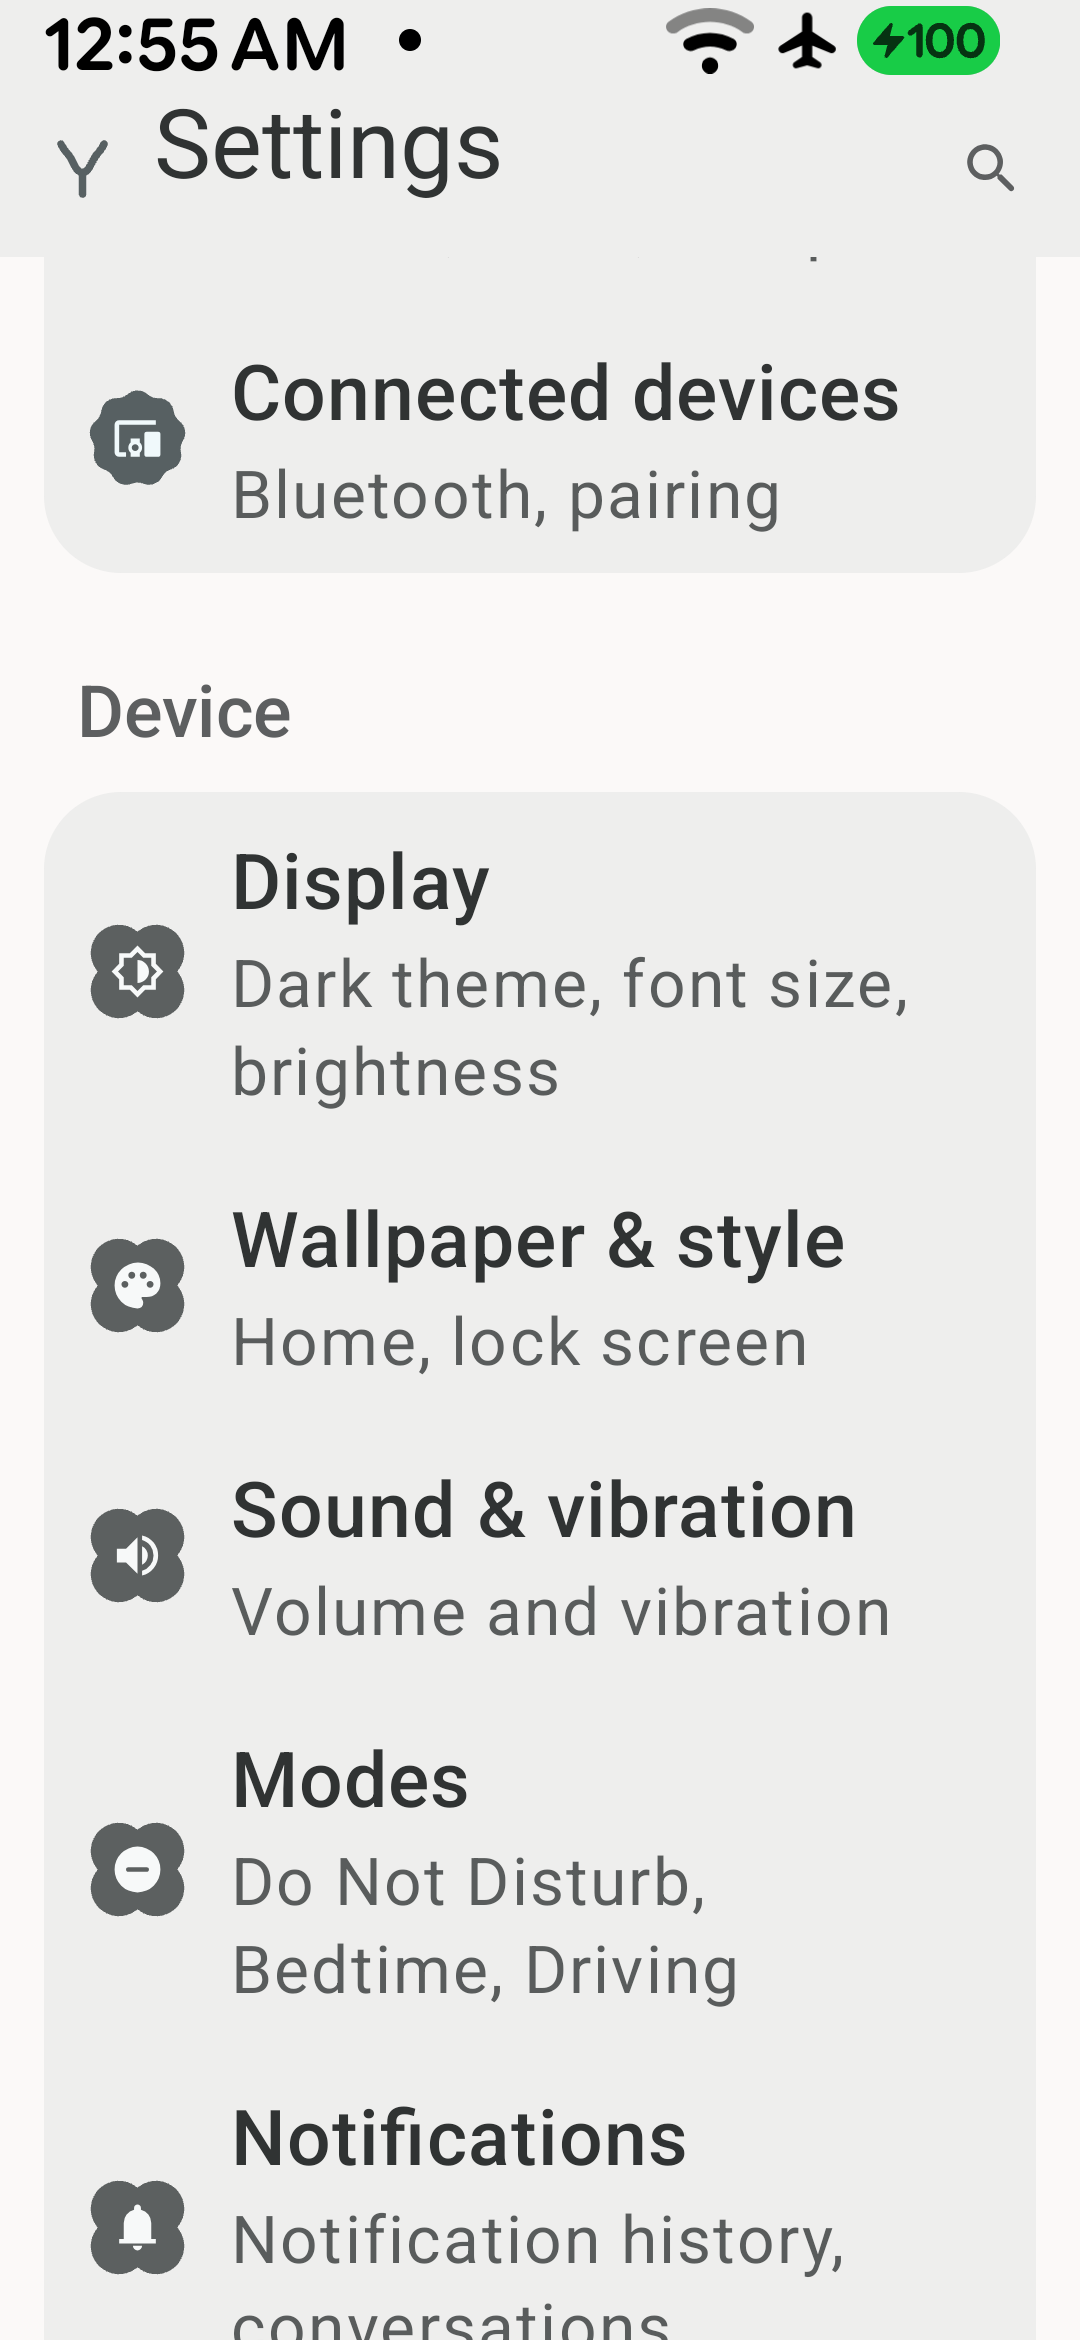 12:55 AM
100
Settings
Connected devices
Bluetooth, pairing
Device
Display
Dark theme, font size,
brightness
Wallpaper & style
Home, lock screen
Sound & vibration
Volume and vibration
Modes
Do Not Disturb,
Bedtime, Driving
Notifications
Notification history,
conversations